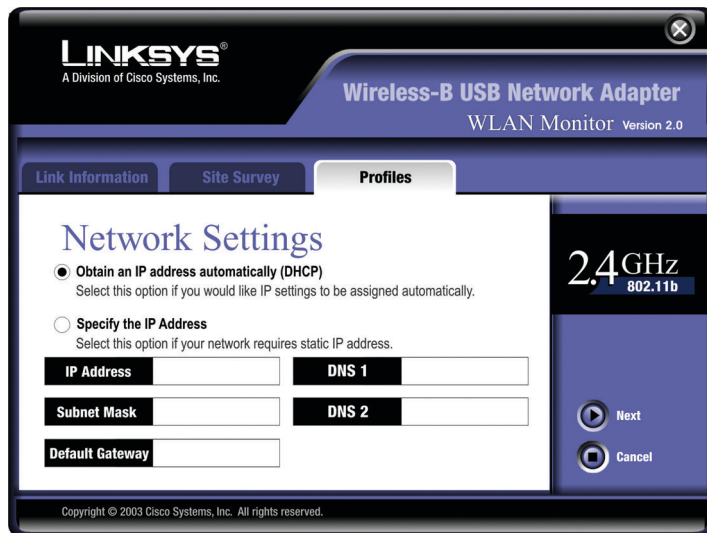 LINKSYS®
A Division of Cisco Systems, Inc.
Wireless-B USB Network Adapter
WLAN Monitor Version 2.0
Link Information
Site Survey
Profiles
Network Settings
Obtain an IP address automatically (DHCP)
Select this option if you would like IP settings to be assigned automatically.
Specify the IP Address
Select this option if your network requires static IP address.
IP Address
DNS 1
Subnet Mask
DNS 2
Default Gateway
2.4GHz
802.11b
Next
Cancel
Copyright © 2003 Cisco Systems, Inc. All rights reserved.